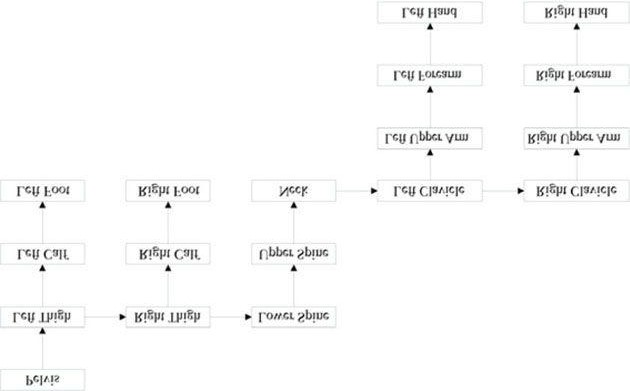 Left Hand
Right Hand
Left Forearm
Right Forearm
Left Upper Arm
Right Upper Arm
Left Foot
Right Foot
Neck
Left Clavicle
Right Clavicle
Left Calf
Right Calf
Upper Spine
Left Thigh
Right Thigh
Lower Spine
Pelvis